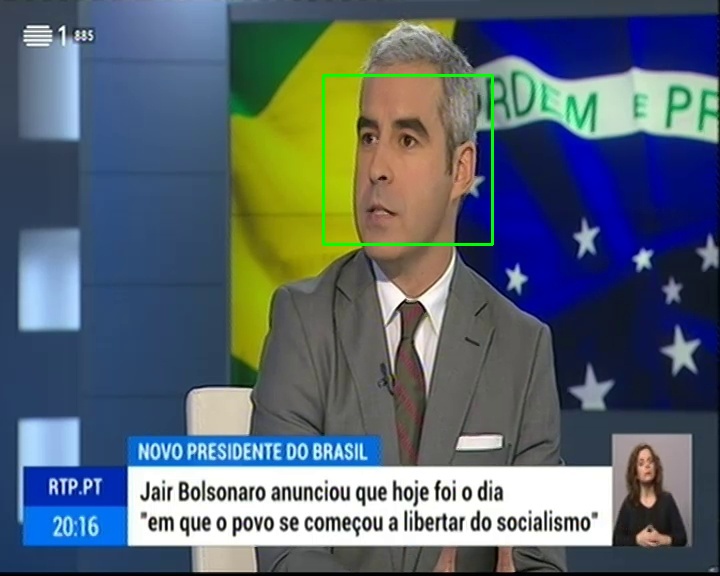 1 885
ORDEM E PR
NOVO PRESIDENTE DO BRASIL
RTP.PT
Jair Bolsonaro anunciou que hoje foi o dia
20:16
"em que o povo se começou a libertar do socialismo"